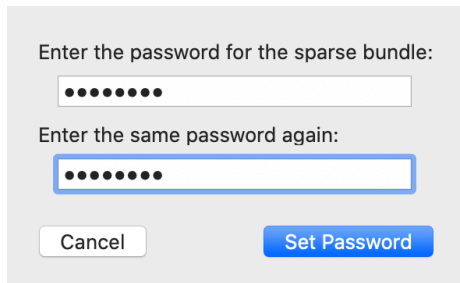 Enter the password for the sparse bundle:
••••••••
Enter the same password again:
••••••••
Cancel
Set Password